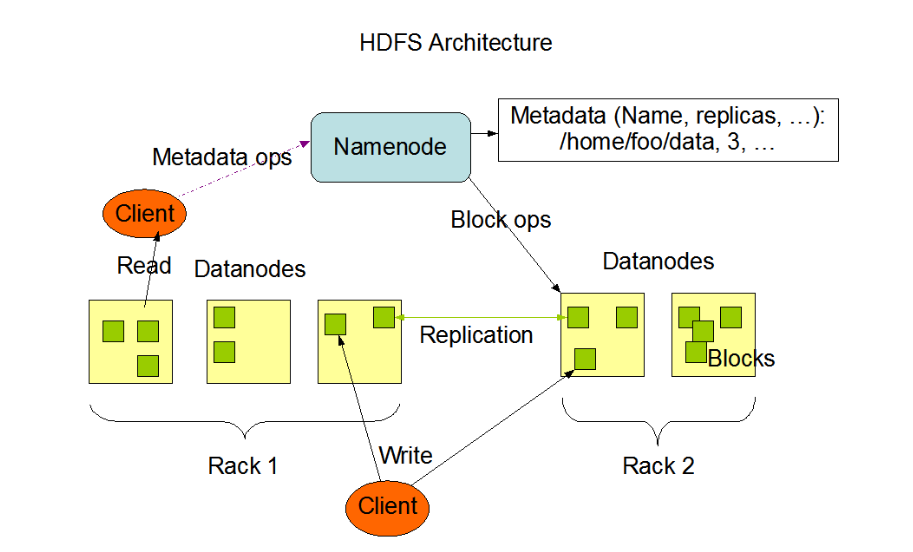 HDFS Architecture
Metadata (Name, replicas, …):
/home/foo/data, 3, …
Namenode
Metadata ops
Client
Block ops
Read
Datanodes
Datanodes
Replication
Blocks
Rack 1
Write
Rack 2
Client